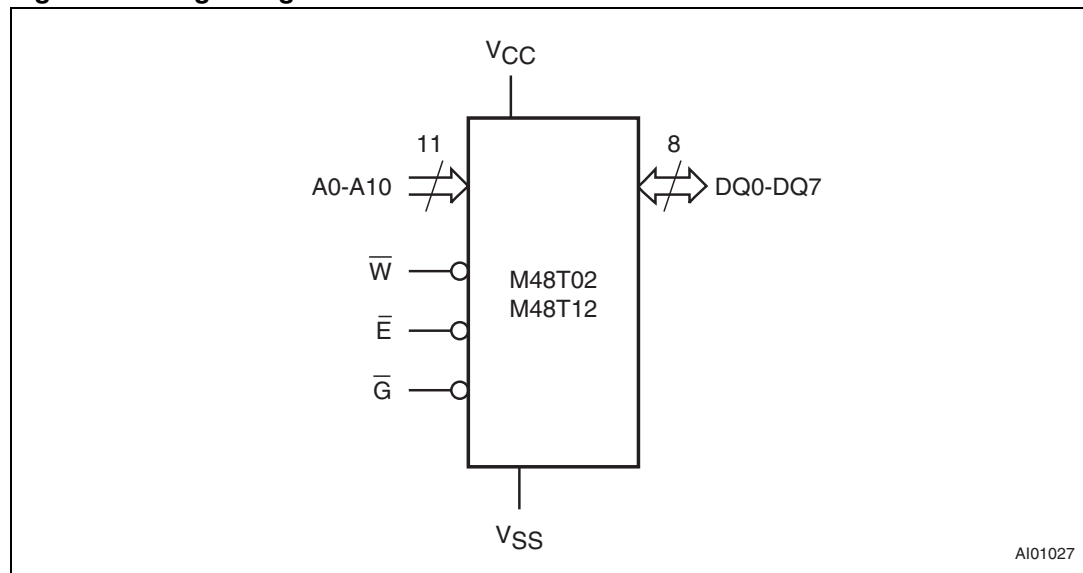 VCC
11
8
A0-A10
DQ0-DQ7
W̅
M48T02
E̅
M48T12
G̅
VSS
AI01027